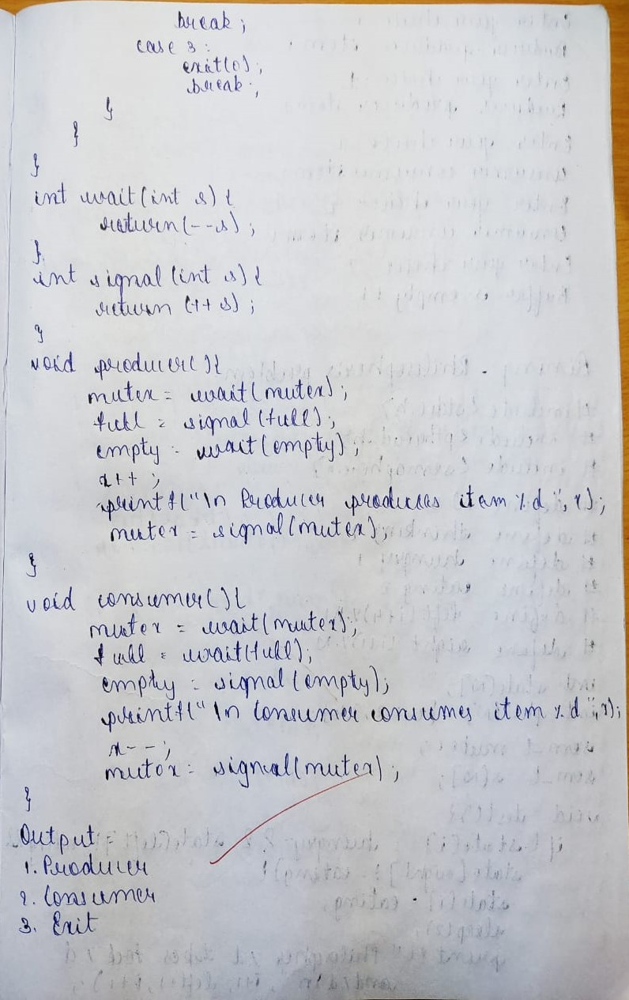 break;
case 3:
exit(0);
break;
}
}
}
int wait(int s) {
return(--s);
}
int signal(int s) {
return (++s);
}
void producer(){
mutex = wait(mutex);
full = signal(full);
empty = wait(empty);
x++;
printf("\n Producer produces item %d", x);
mutex = signal(mutex);
}
void consumer(){
mutex = wait(mutex);
full = wait(full);
empty = signal(empty);
printf("\n Consumer consumes item %d", x);
x--;
mutex = signal(mutex);
}
Output =
1. Producer
2. Consumer
3. Exit